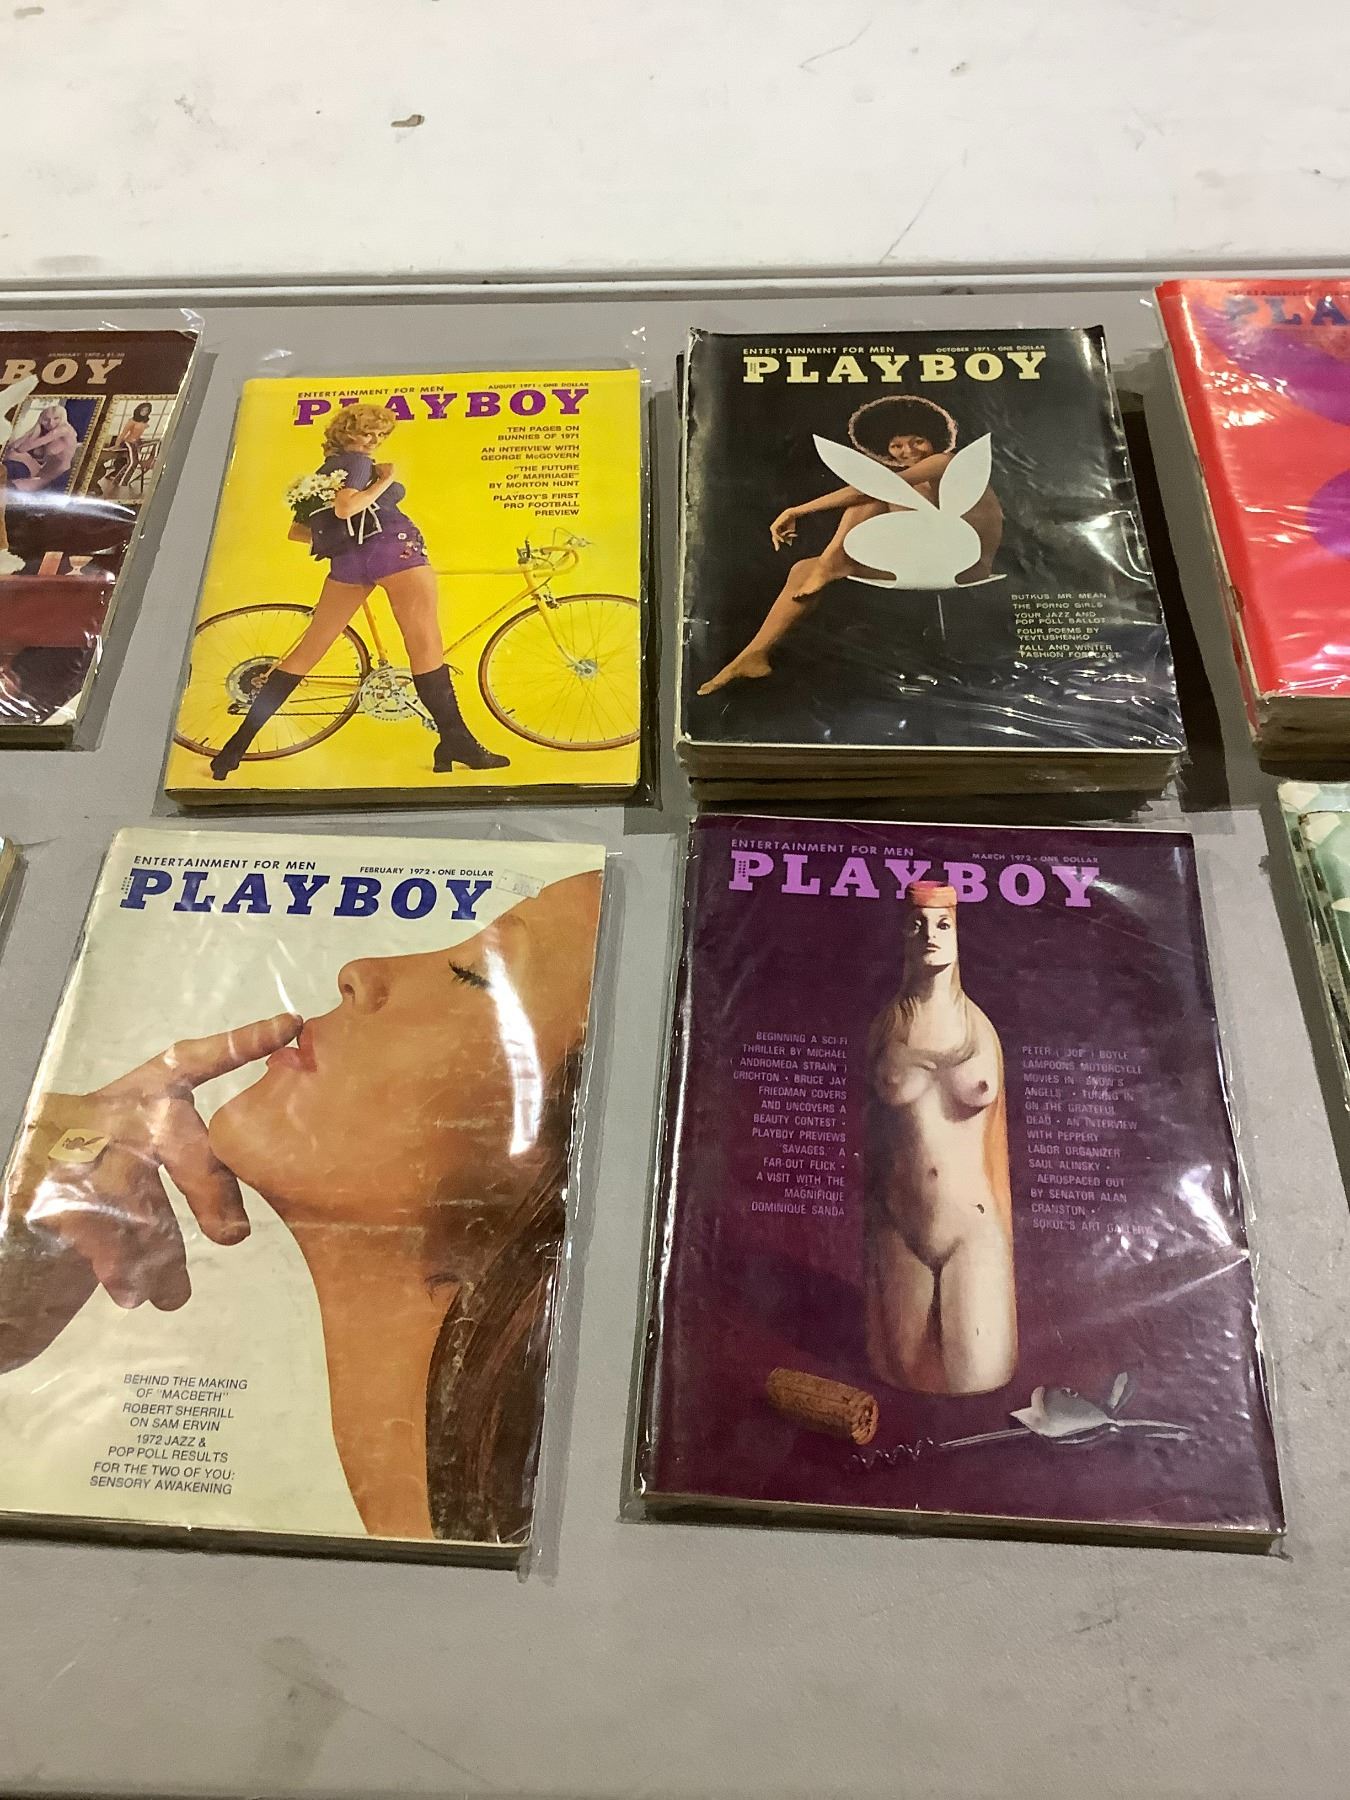 BOY
ENTERTAINMENT FOR MEN
AUGUST 1971 • ONE DOLLAR
PLAYBOY
TEN PAGES ON
BUNNIES OF 1971
AN INTERVIEW WITH
GEORGE McGOVERN
"THE FUTURE
OF MARRIAGE"
BY MORTON HUNT
PLAYBOY'S FIRST
PRO FOOTBALL
PREVIEW
ENTERTAINMENT FOR MEN
OCTOBER 1971 • ONE DOLLAR
PLAYBOY
BUTKUS: MR. MEAN
THE PORNO GIRLS
YOUR JAZZ AND
POP POLL BALLOT
FOUR POEMS BY
YEVTUSHENKO
FALL AND WINTER
FASHION FORECAST
PLA
ENTERTAINMENT FOR MEN
FEBRUARY 1972 • ONE DOLLAR
PLAYBOY
BEHIND THE MAKING
OF "MACBETH"
ROBERT SHERRILL
ON SAM ERVIN
1972 JAZZ &
POP POLL RESULTS
FOR THE TWO OF YOU:
SENSORY AWAKENING
ENTERTAINMENT FOR MEN
MARCH 1972 • ONE DOLLAR
PLAYBOY
BEGINNING A SCI-FI
THRILLER BY MICHAEL
("ANDROMEDA STRAIN")
CRICHTON • BRUCE JAY
FRIEDMAN COVERS
AND UNCOVERS A
BEAUTY CONTEST •
PLAYBOY PREVIEWS
"SAVAGES," A
FAR-OUT FLICK •
A VISIT WITH THE
MAGNIFIQUE
DOMINIQUE SANDA
PETER ("JOE") BOYLE
LAMPOONS MOTORCYCLE
MOVIES IN "SNOW'S
ANGELS" • TUNING IN
ON THE GRATEFUL
DEAD • AN INTERVIEW
WITH PEPPERY
LABOR ORGANIZER
SAUL ALINSKY •
"AEROSPACED OUT"
BY SENATOR ALAN
CRANSTON •
SOKOL'S ART GALLERY